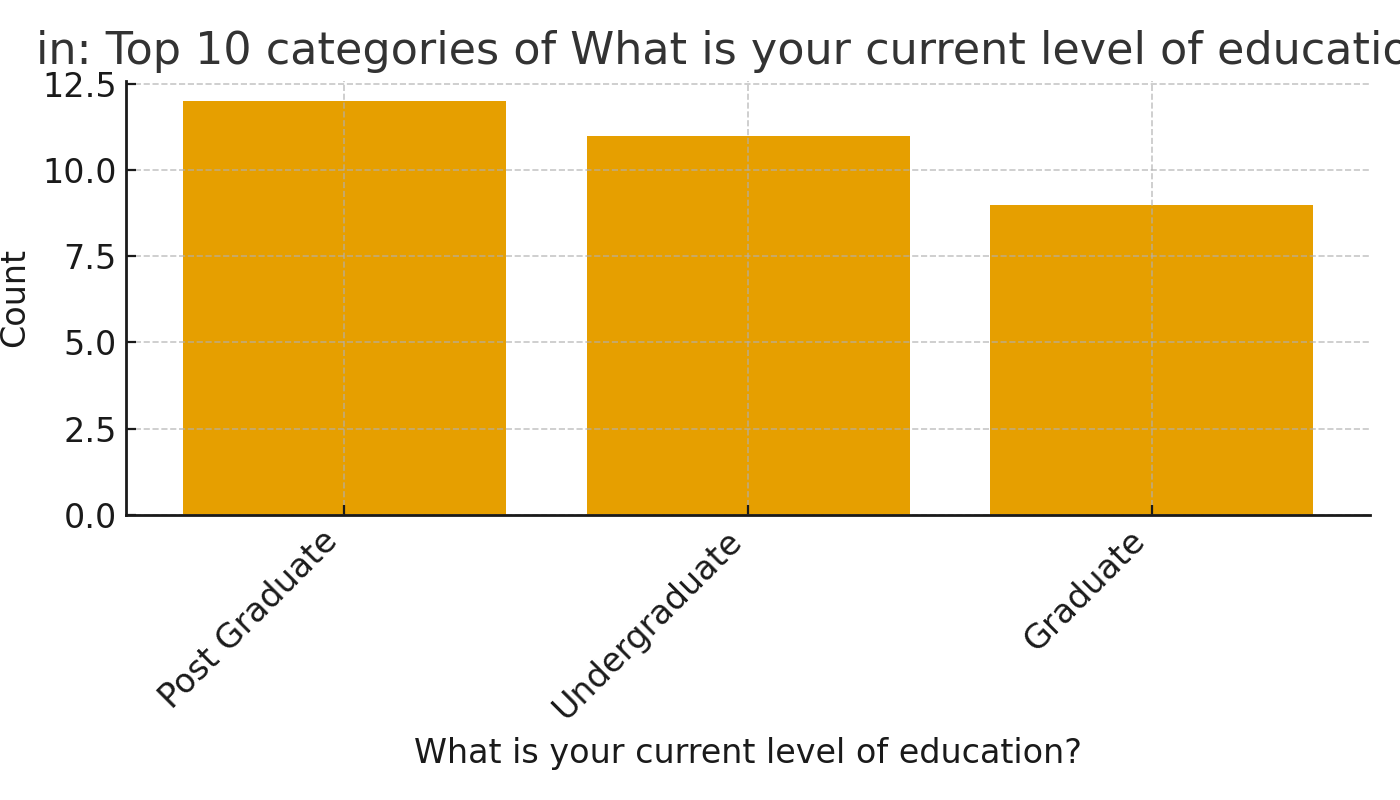 in: Top 10 categories of What is your current level of educatio
12.5
10.0
7.5
5.0
2.5
0.0
Count
Post Graduate
Undergraduate
Graduate
What is your current level of education?